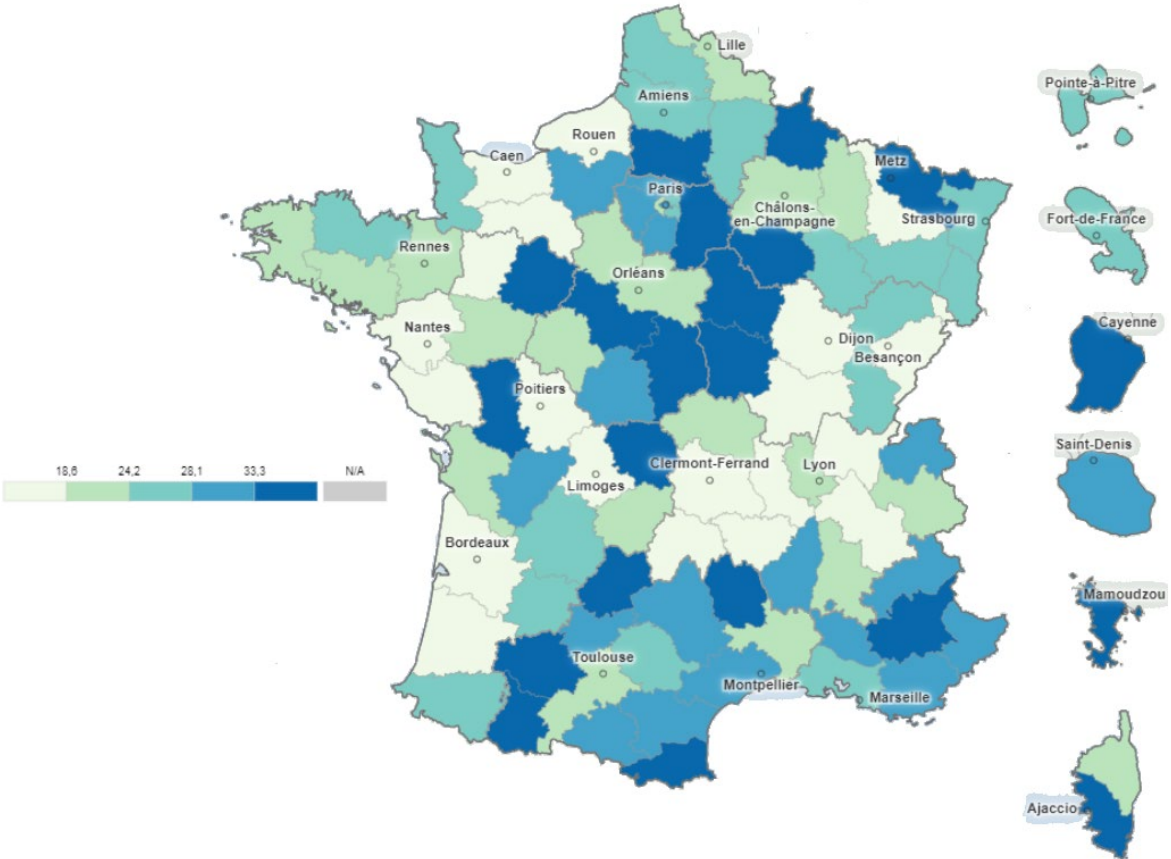 Lille
Pointe-à-Pitre
Amiens
Rouen
Caen
Metz
Paris
Châlons-
en-Champagne
Strasbourg
Fort-de-France
Rennes
Orléans
Nantes
Dijon
Besançon
Cayenne
Poitiers
Saint-Denis
Clermont-Ferrand
Lyon
Limoges
18,6 24,2 28,1 33,3 N/A
Bordeaux
Mamoudzou
Toulouse
Montpellier
Marseille
Ajaccio